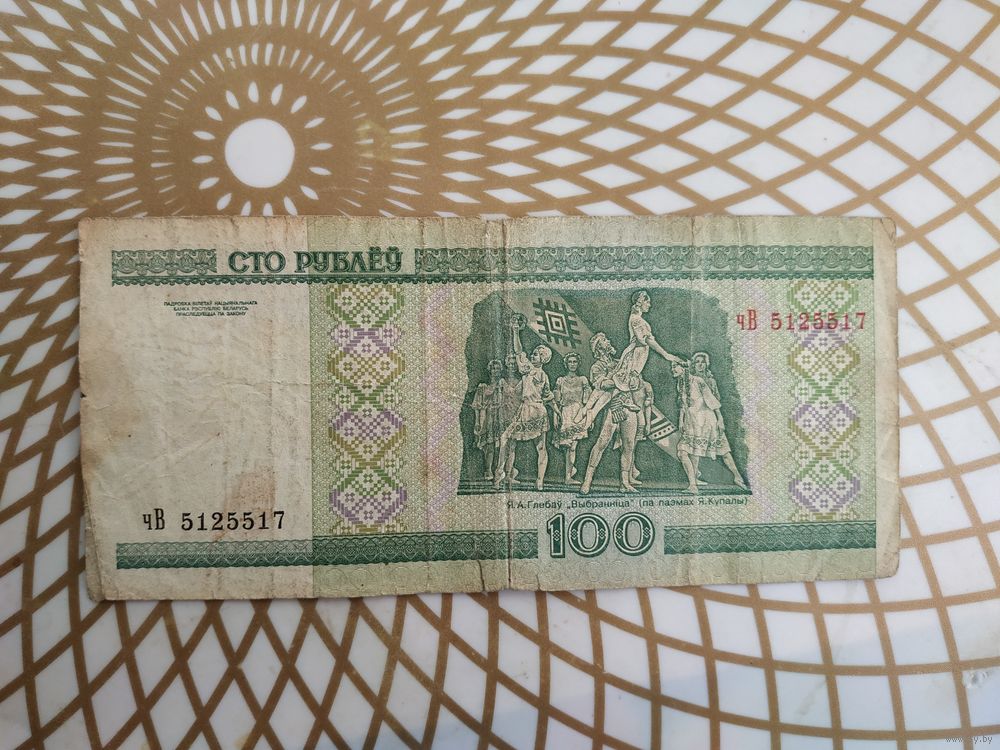 СТО РУБЛЁЎ
ПАДРОБКА БІЛЕТАЎ НАЦЫЯНАЛЬНАГА
БАНКА РЭСПУБЛІКІ БЕЛАРУСЬ
ПРАСЛЕДУЕЦЦА ПА ЗАКОНУ
чВ 5125517
чВ 5125517
Я.А.Глебаў „Выбранніца“ (па паэмах Я.Купалы)
100